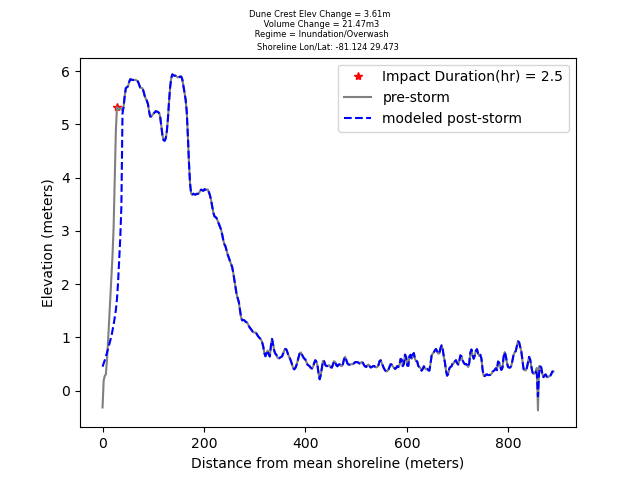 Dune Crest Elev Change = 3.61m
Volume Change = 21.47m3
Regime = Inundation/Overwash
Shoreline Lon/Lat: -81.124 29.473
Impact Duration(hr) = 2.5
pre-storm
modeled post-storm
Elevation (meters)
6
5
4
3
2
1
0
0 200 400 600 800
Distance from mean shoreline (meters)